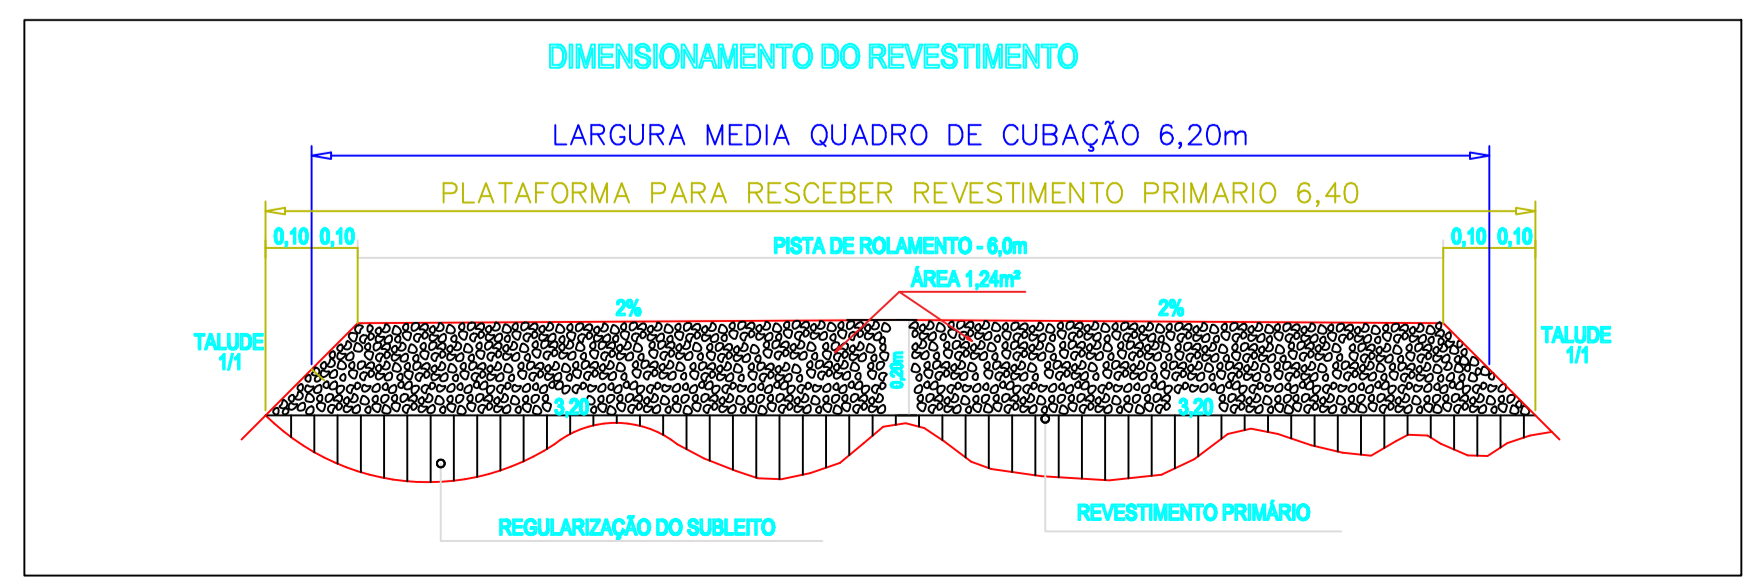 DIMENSIONAMENTO DO REVESTIMENTO
LARGURA MEDIA QUADRO DE CUBAÇÃO 6,20m
PLATAFORMA PARA RESCEBER REVESTIMENTO PRIMARIO 6,40
0,10 0,10
PISTA DE ROLAMENTO - 6,0m
0,10 0,10
ÁREA 1,24m²
2%
2%
TALUDE
1/1
TALUDE
1/1
0,20m
3,20
3,20
REVESTIMENTO PRIMÁRIO
REGULARIZAÇÃO DO SUBLEITO